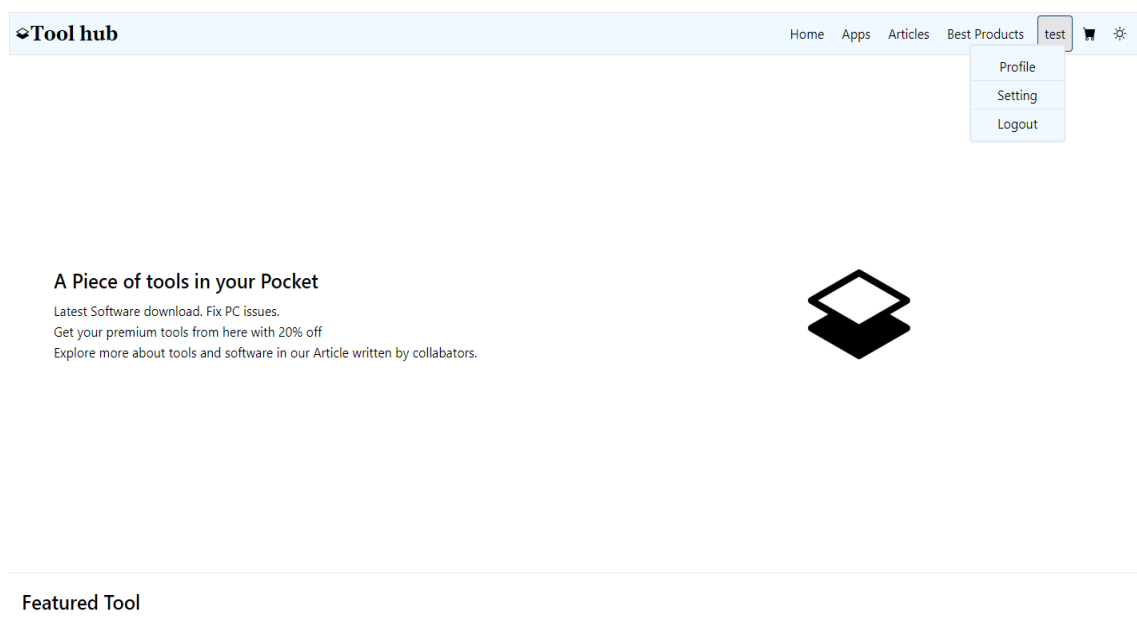 Tool hub
Home Apps Articles Best Products test
Profile
Setting
Logout
A Piece of tools in your Pocket
Latest Software download. Fix PC issues.
Get your premium tools from here with 20% off
Explore more about tools and software in our Article written by collabators.
Featured Tool